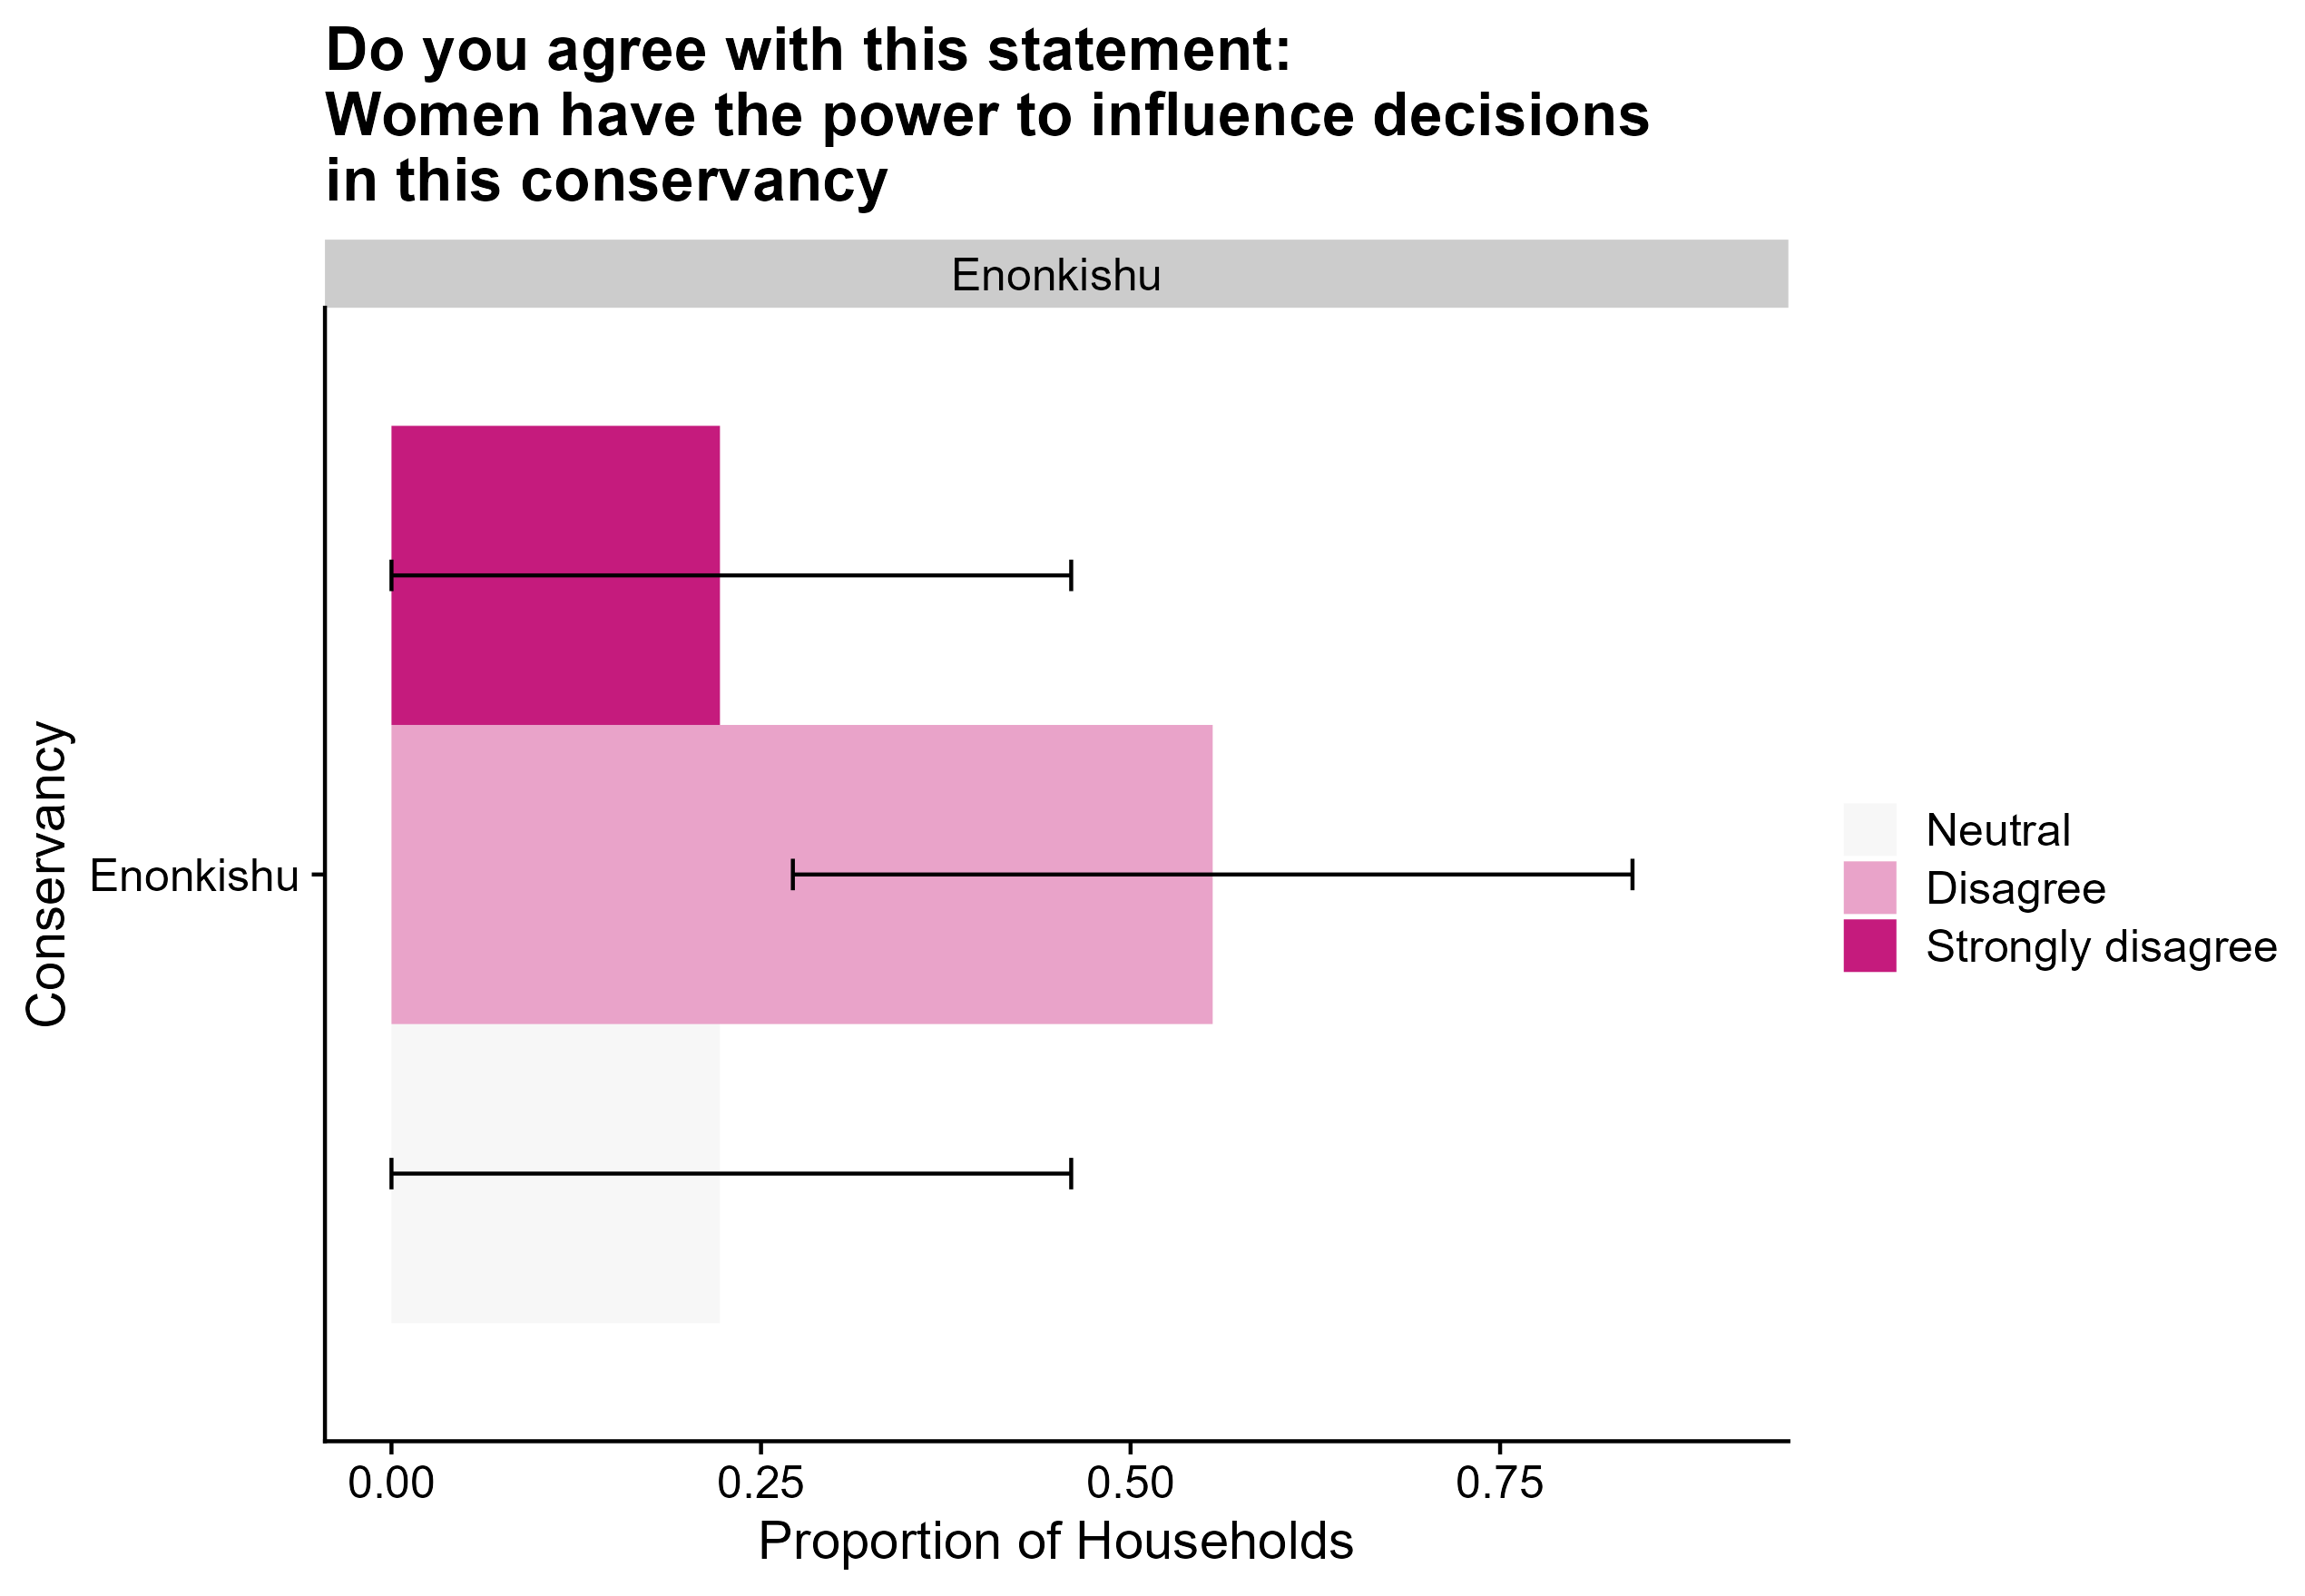 Do you agree with this statement:
Women have the power to influence decisions
in this conservancy
Enonkishu
Conservancy
Enonkishu
Neutral
Disagree
Strongly disagree
0.00 0.25 0.50 0.75
Proportion of Households